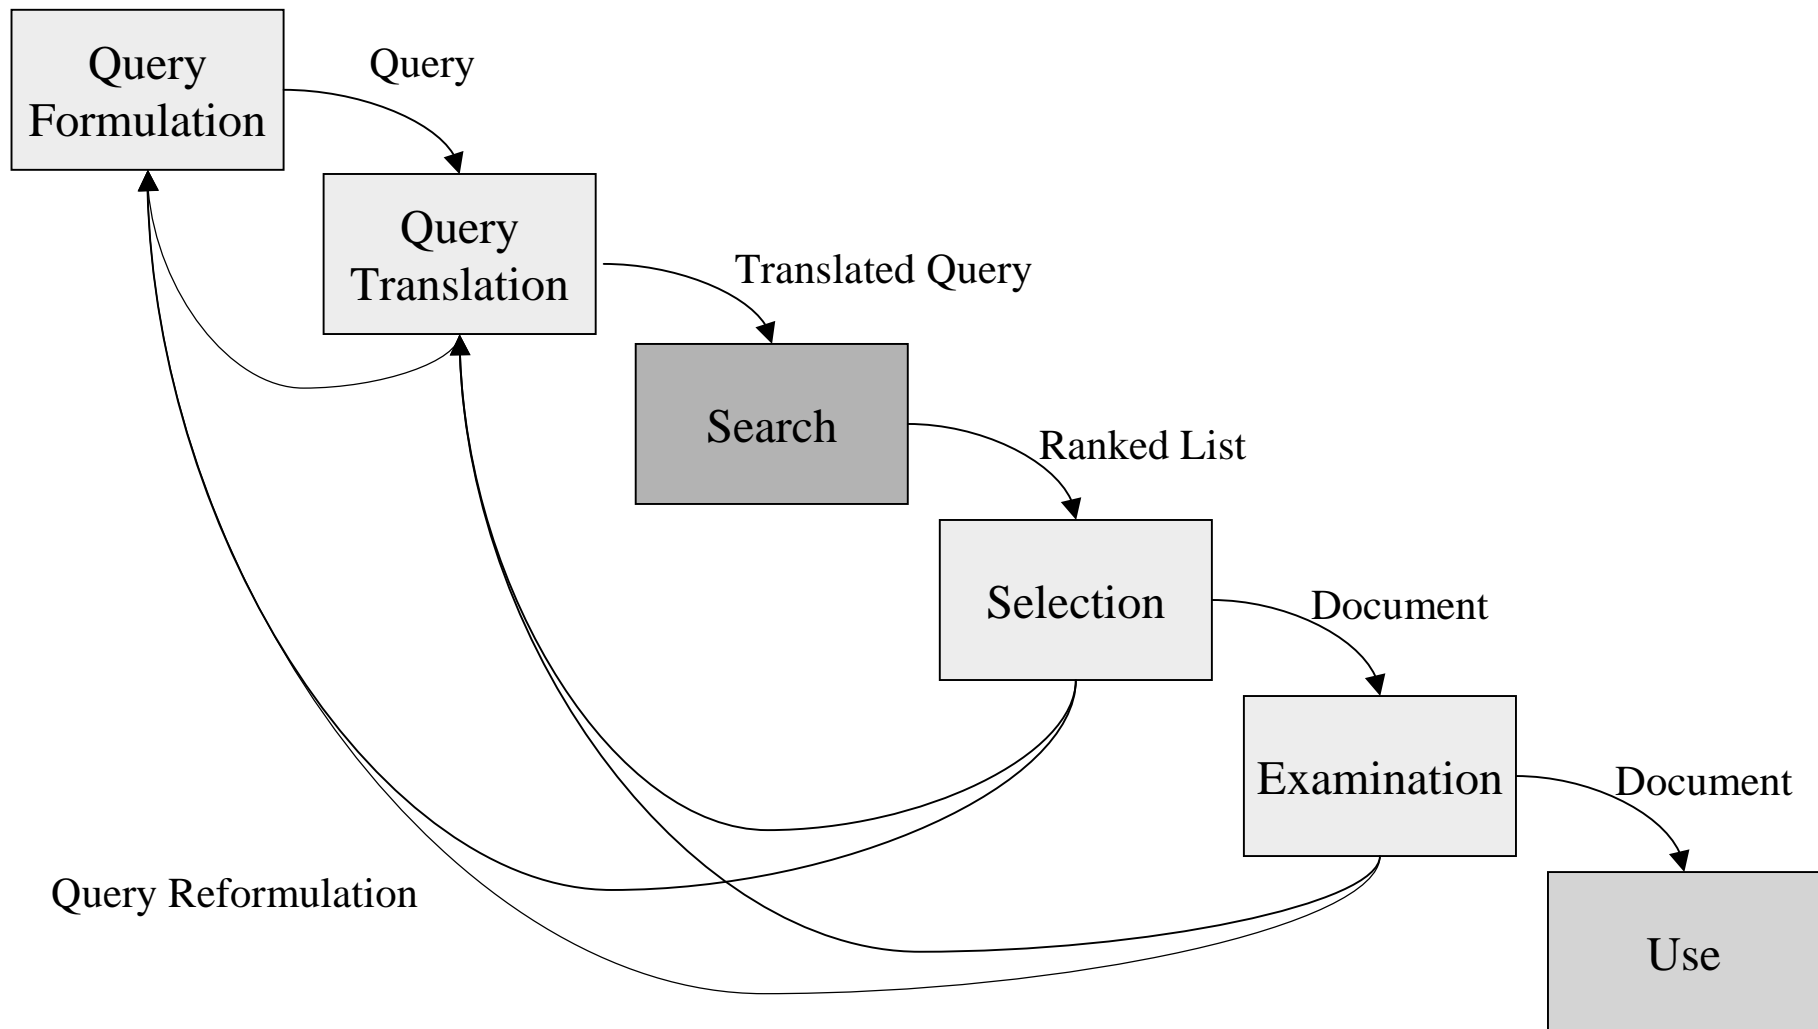 Query
Formulation
Query
Query
Translation
Translated Query
Search
Ranked List
Selection
Document
Examination
Document
Query Reformulation
Use